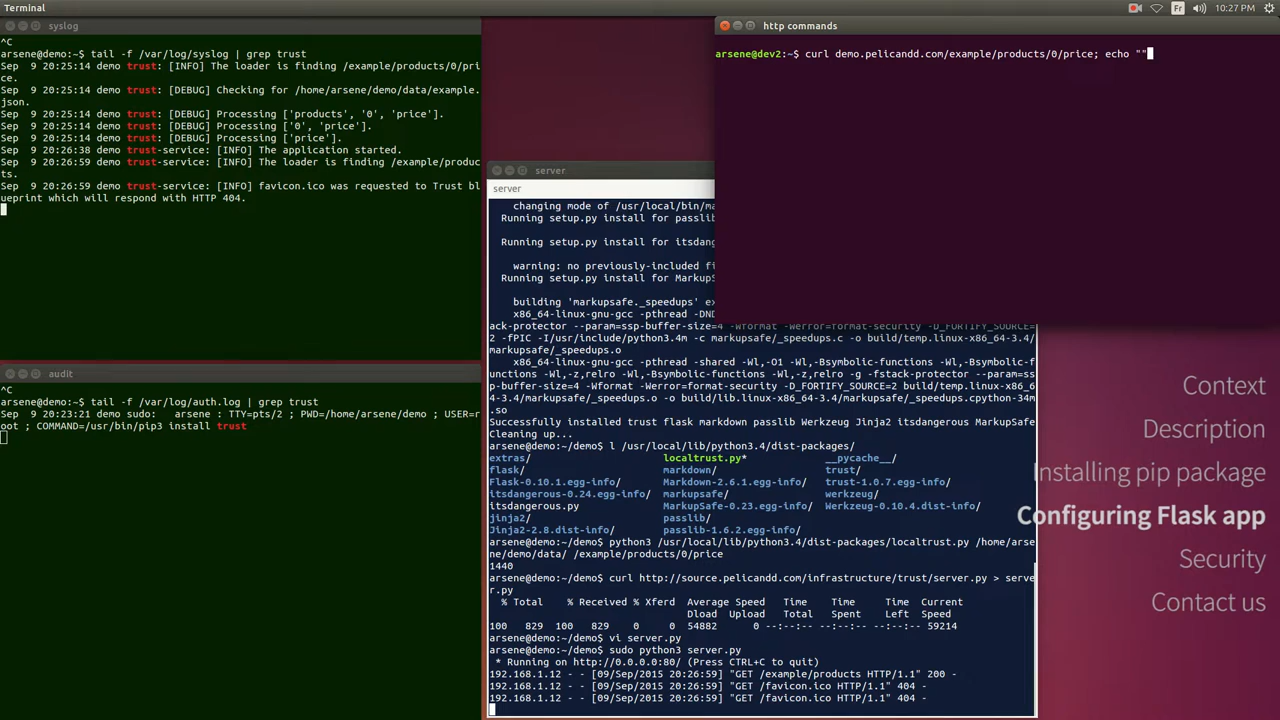 Terminal
Fr
10:27 PM
syslog
^C
arsene@demo:~$ tail -f /var/log/syslog | grep trust
Sep  9 20:25:14 demo trust: [INFO] The loader is finding /example/products/0/pri
ce.
Sep  9 20:25:14 demo trust: [DEBUG] Checking for /home/arsene/demo/data/example.
json.
Sep  9 20:25:14 demo trust: [DEBUG] Processing ['products', '0', 'price'].
Sep  9 20:25:14 demo trust: [DEBUG] Processing ['0', 'price'].
Sep  9 20:25:14 demo trust: [DEBUG] Processing ['price'].
Sep  9 20:26:38 demo trust-service: [INFO] The application started.
Sep  9 20:26:59 demo trust-service: [INFO] The loader is finding /example/produc
ts.
Sep  9 20:26:59 demo trust-service: [INFO] favicon.ico was requested to Trust bl
ueprint which will respond with HTTP 404.
audit
^C
arsene@demo:~$ tail -f /var/log/auth.log | grep trust
Sep  9 20:23:21 demo sudo:   arsene : TTY=pts/2 ; PWD=/home/arsene/demo ; USER=r
oot ; COMMAND=/usr/bin/pip3 install trust
http commands
arsene@dev2:~$ curl demo.pelicandd.com/example/products/0/price; echo ""
server
server
changing mode of /usr/local/bin/ma
Running setup.py install for passlib
Running setup.py install for itsdang
warning: no previously-included fi
Running setup.py install for MarkupS
building 'markupsafe._speedups' ex
x86_64-linux-gnu-gcc -pthread -DND
ack-protector --param=ssp-buffer-size=4 -Wformat -Werror=format-security -D_FORTIFY_SOURCE=
2 -fPIC -I/usr/include/python3.4m -c markupsafe/_speedups.c -o build/temp.linux-x86_64-3.4/
markupsafe/_speedups.o
x86_64-linux-gnu-gcc -pthread -shared -Wl,-O1 -Wl,-Bsymbolic-functions -Wl,-Bsymbolic-f
unctions -Wl,-z,relro -Wl,-z,relro -g -fstack-protector --param=ss
p-buffer-size=4 -Wformat -Werror=format-security -D_FORTIFY_SOURCE=2 build/temp.linux-x86_6
4-3.4/markupsafe/_speedups.o -o build/lib.linux-x86_64-3.4/markupsafe/_speedups.cpython-34m
.so
Successfully installed trust flask markdown passlib Werkzeug Jinja2 itsdangerous MarkupSafe
Cleaning up...
arsene@demo:~/demo$ l /usr/local/lib/python3.4/dist-packages/
extras/ localtrust.py* __pycache__/
flask/ markdown/ trust/
Flask-0.10.1.egg-info/ Markdown-2.6.1.egg-info/ trust-1.0.7.egg-info/
itsdangerous-0.24.egg-info/ markupsafe/ werkzeug/
itsdangerous.py MarkupSafe-0.23.egg-info/ Werkzeug-0.10.4.dist-info/
jinja2/ passlib/
Jinja2-2.8.dist-info/ passlib-1.6.2.egg-info/
arsene@demo:~/demo$ python3 /usr/local/lib/python3.4/dist-packages/localtrust.py /home/arse
ne/demo/data/ /example/products/0/price
1440
arsene@demo:~/demo$ curl http://source.pelicandd.com/infrastructure/trust/server.py > serve
r.py
% Total    % Received % Xferd  Average Speed   Time    Time     Time  Current
Dload  Upload   Total   Spent    Left  Speed
100   829  100   829    0     0  54882      0 --:--:-- --:--:-- --:--:-- 59214
arsene@demo:~/demo$ vi server.py
arsene@demo:~/demo$ sudo python3 server.py
* Running on http://0.0.0.0:80/ (Press CTRL+C to quit)
192.168.1.12 - - [09/Sep/2015 20:26:59] "GET /example/products HTTP/1.1" 200 -
192.168.1.12 - - [09/Sep/2015 20:26:59] "GET /favicon.ico HTTP/1.1" 404 -
192.168.1.12 - - [09/Sep/2015 20:26:59] "GET /favicon.ico HTTP/1.1" 404 -
Context
Description
Installing pip package
Configuring Flask app
Security
Contact us